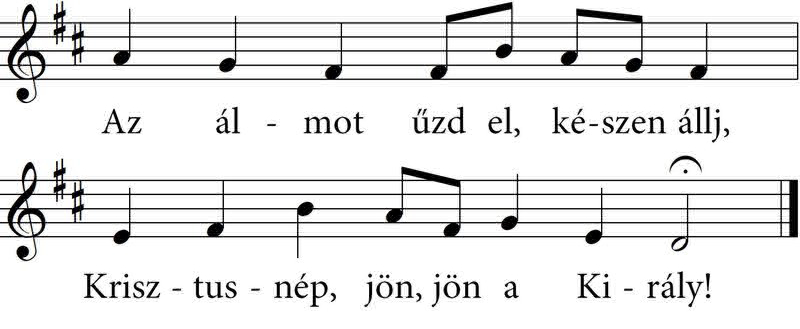 Az ál - mot űzd el, ké-szen állj,
Krisz - tus - nép, jön, jön a Ki - rály!